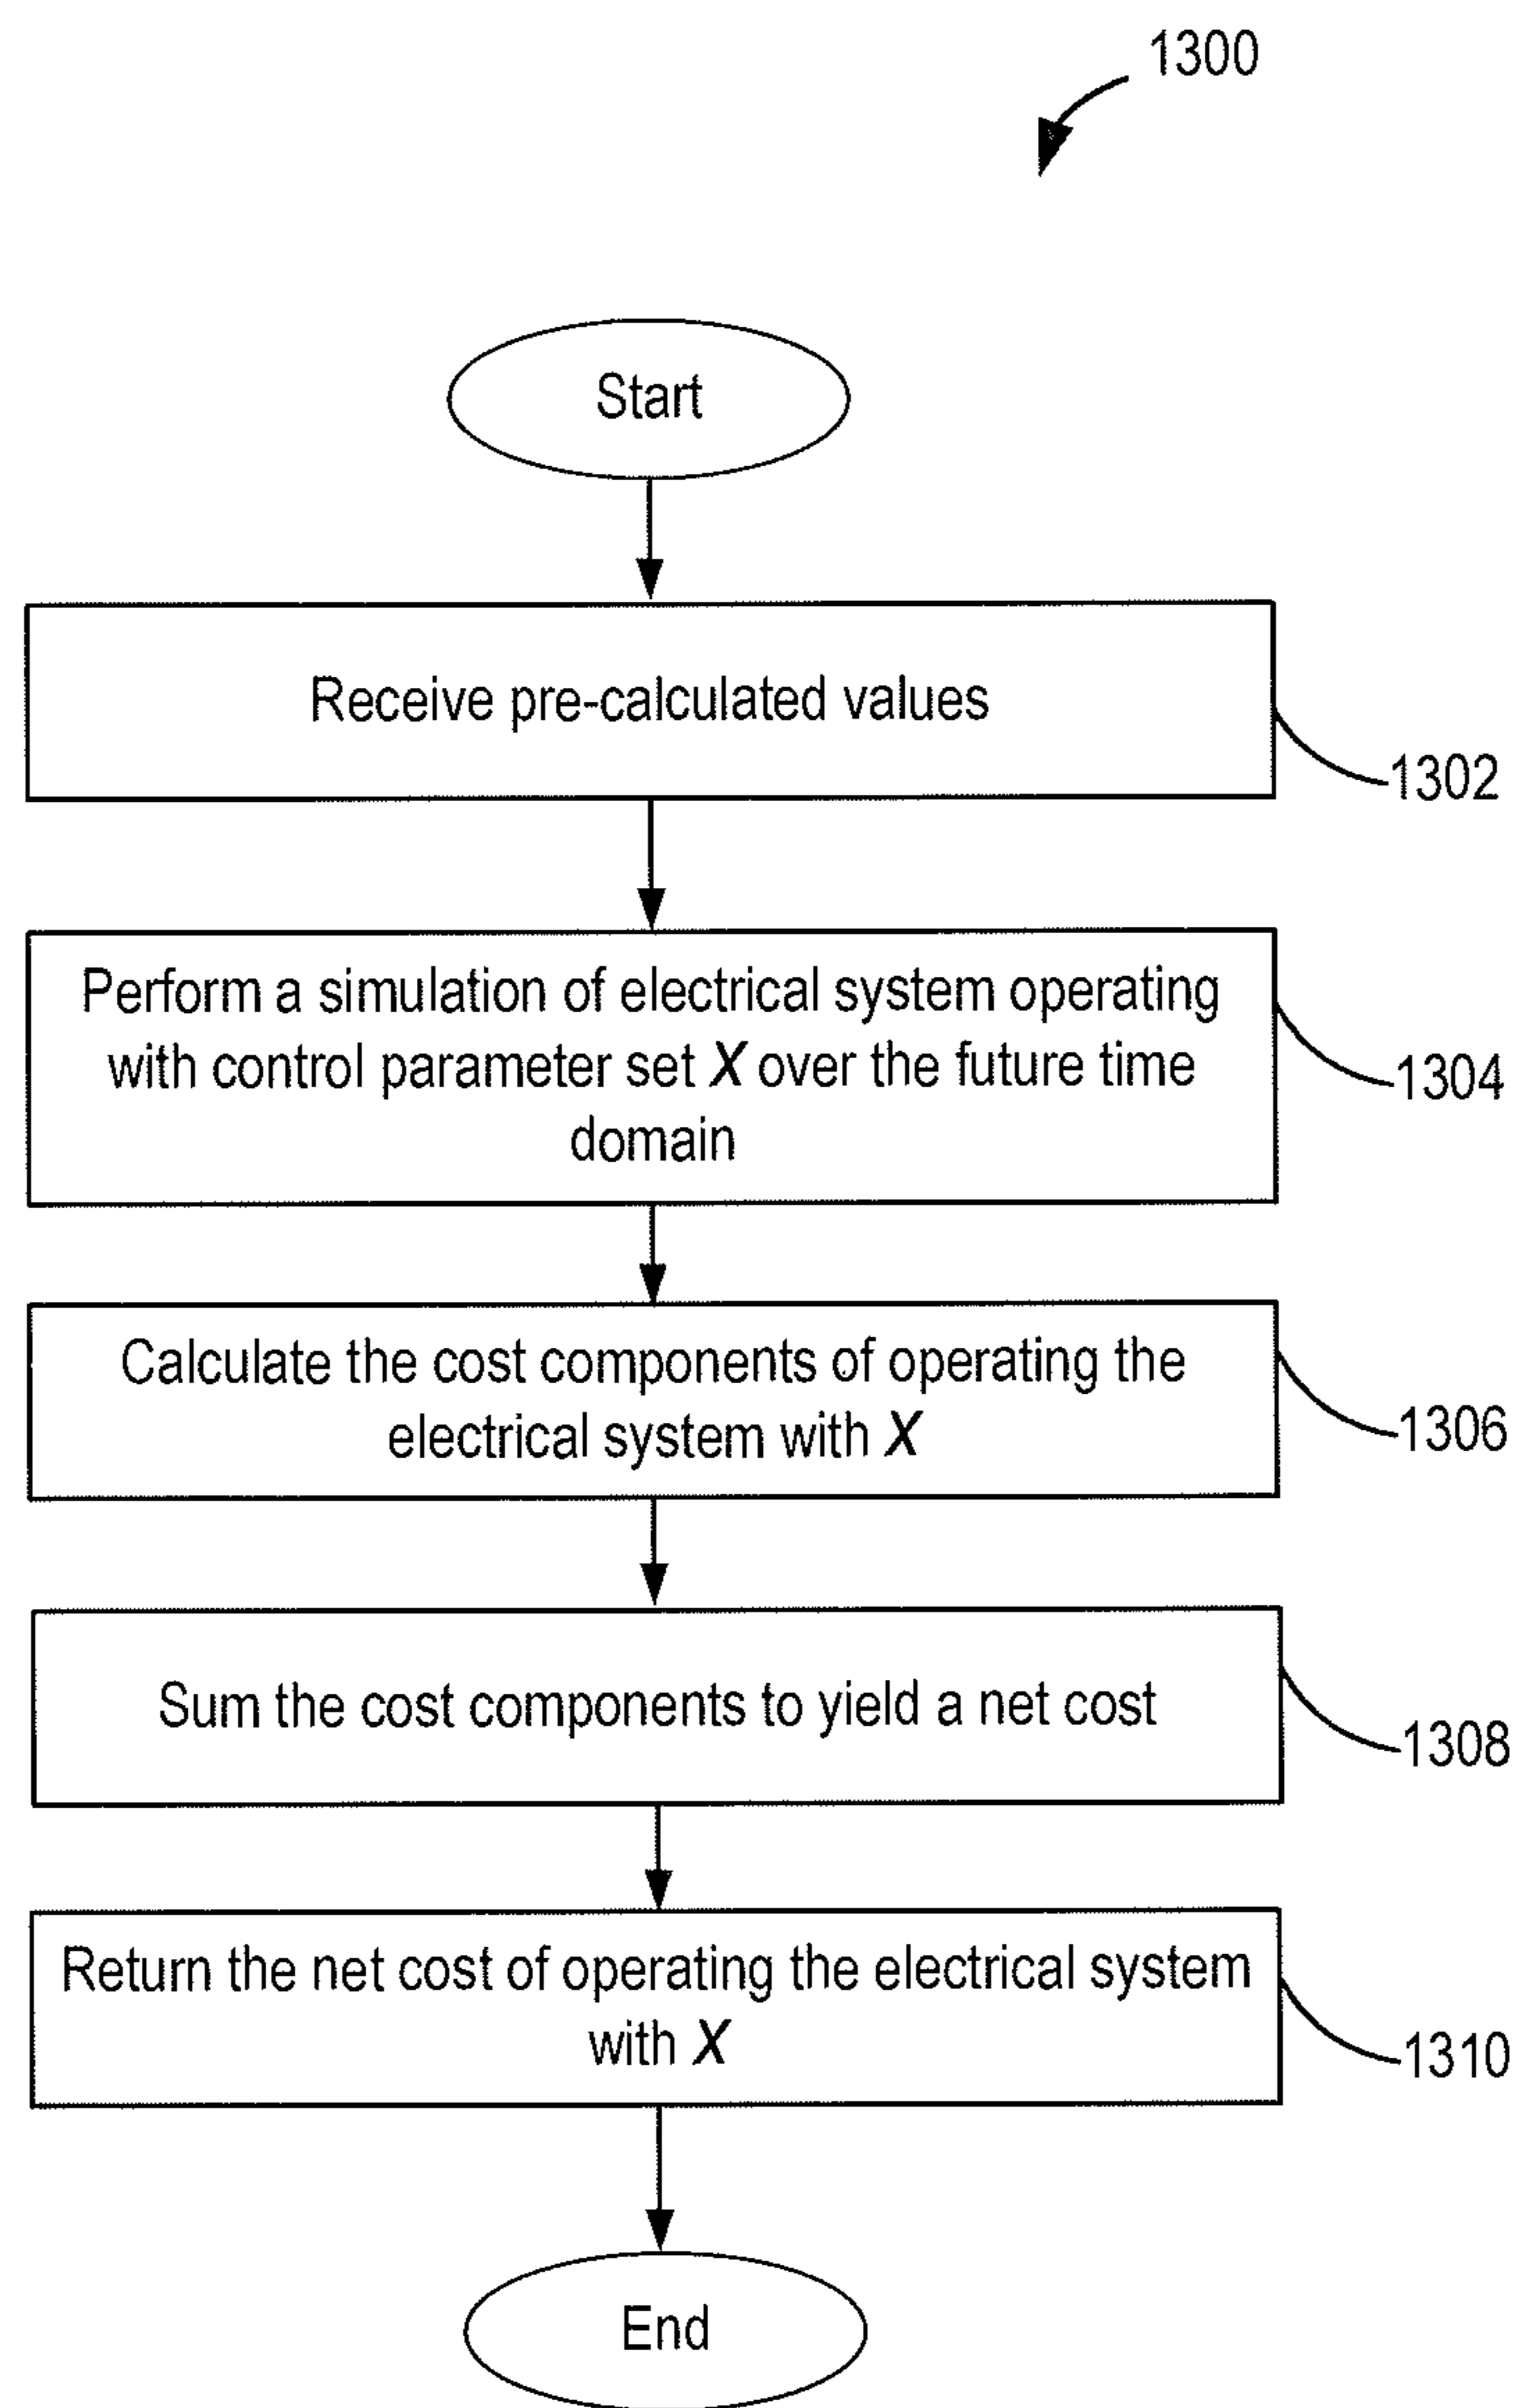 1300
Start
Receive pre-calculated values
1302
Perform a simulation of electrical system operating
with control parameter set X over the future time
domain
1304
Calculate the cost components of operating the
electrical system with X
1306
Sum the cost components to yield a net cost
1308
Return the net cost of operating the electrical system
with X
1310
End